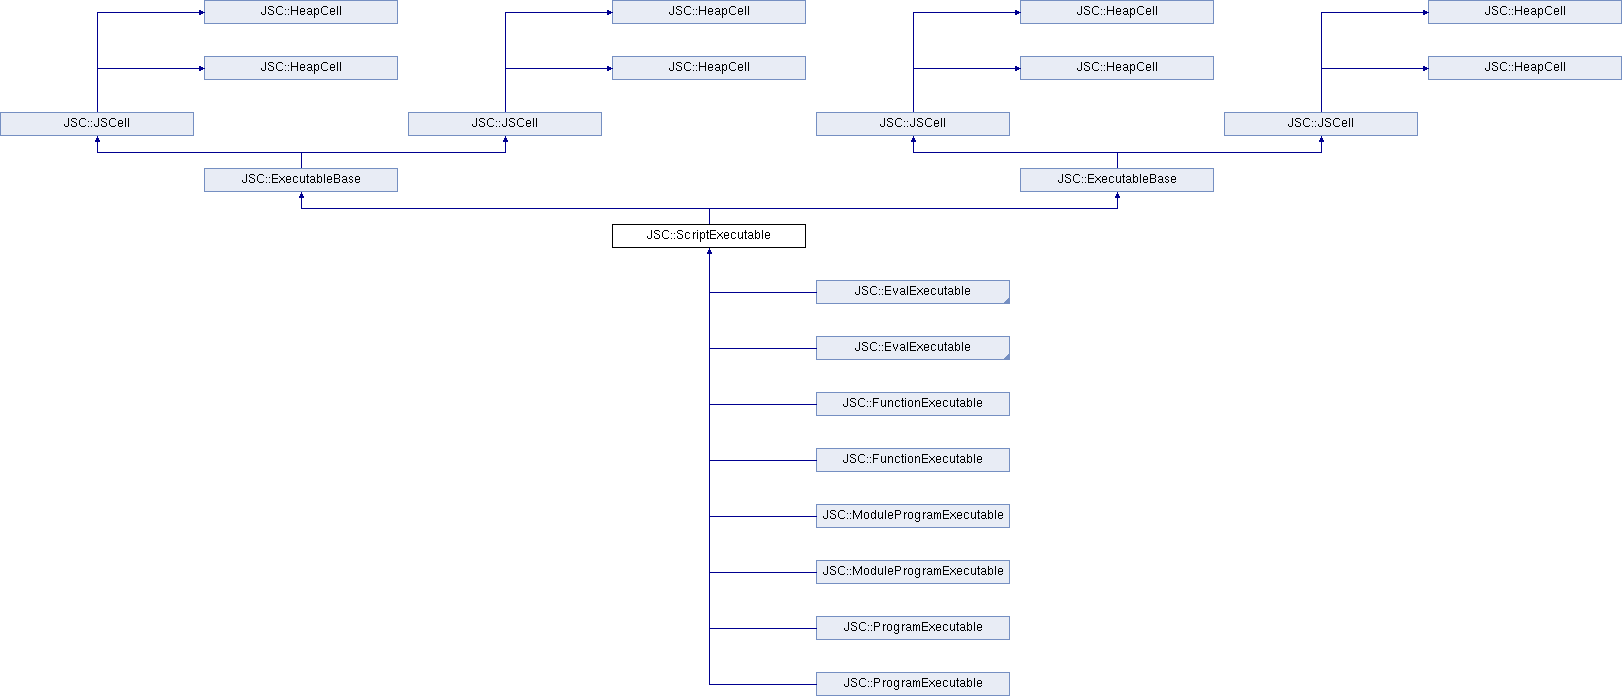 JSC::HeapCell
JSC::HeapCell
JSC::HeapCell
JSC::HeapCell
JSC::HeapCell
JSC::HeapCell
JSC::HeapCell
JSC::HeapCell
JSC::JSCell
JSC::JSCell
JSC::JSCell
JSC::JSCell
JSC::ExecutableBase
JSC::ExecutableBase
JSC::ScriptExecutable
JSC::EvalExecutable
JSC::EvalExecutable
JSC::FunctionExecutable
JSC::FunctionExecutable
JSC::ModuleProgramExecutable
JSC::ModuleProgramExecutable
JSC::ProgramExecutable
JSC::ProgramExecutable